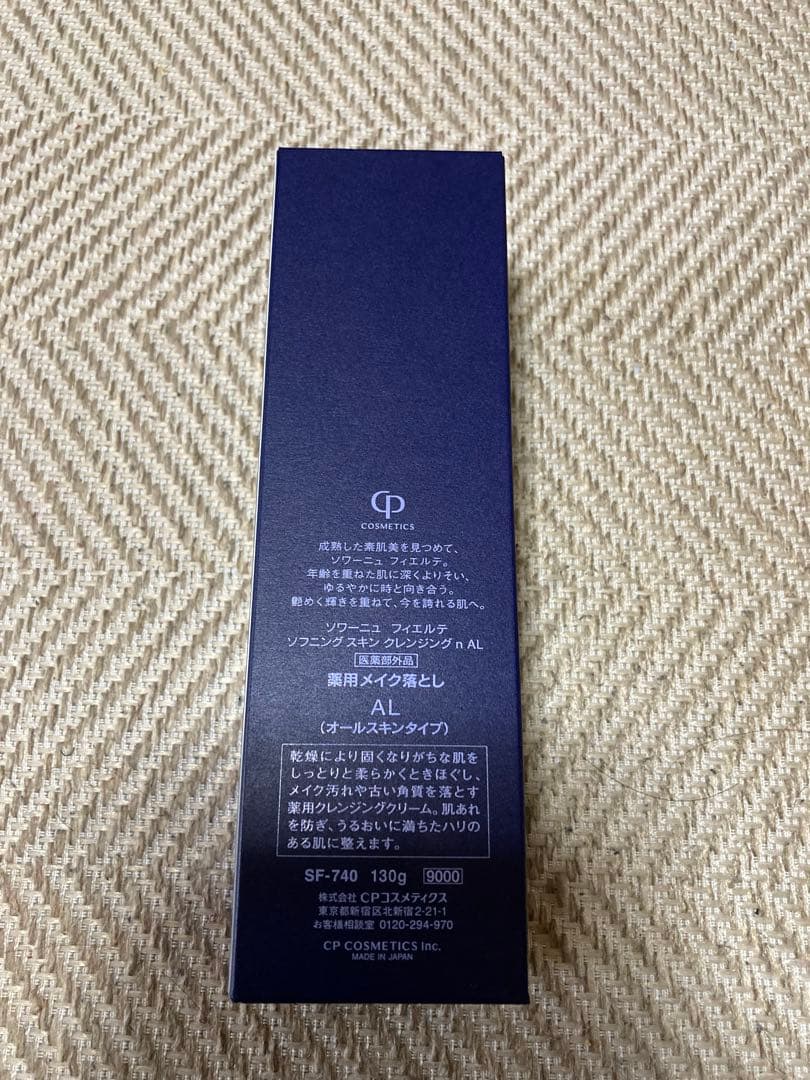 CP
COSMETICS
成熟した素肌美を見つめて、
ソワーニュ フィエルテ。
年齢を重ねた肌に深くよりそい、
ゆるやかに時と向き合う。
艶めく輝きを重ねて、今を誇れる肌へ。
ソワーニュ フィエルテ
ソフニング スキン クレンジング n AL
医薬部外品
薬用メイク落とし
AL
(オールスキンタイプ)
乾燥により固くなりがちな肌を
しっとりと柔らかくときほぐし、
メイク汚れや古い角質を落とす
薬用クレンジングクリーム。肌あれ
を防ぎ、うるおいに満ちたハリの
ある肌に整えます。
SF-740 130g 9000
株式会社 CPコスメティクス
東京都新宿区北新宿2-21-1
お客様相談室 0120-294-970
CP COSMETICS Inc.
MADE IN JAPAN